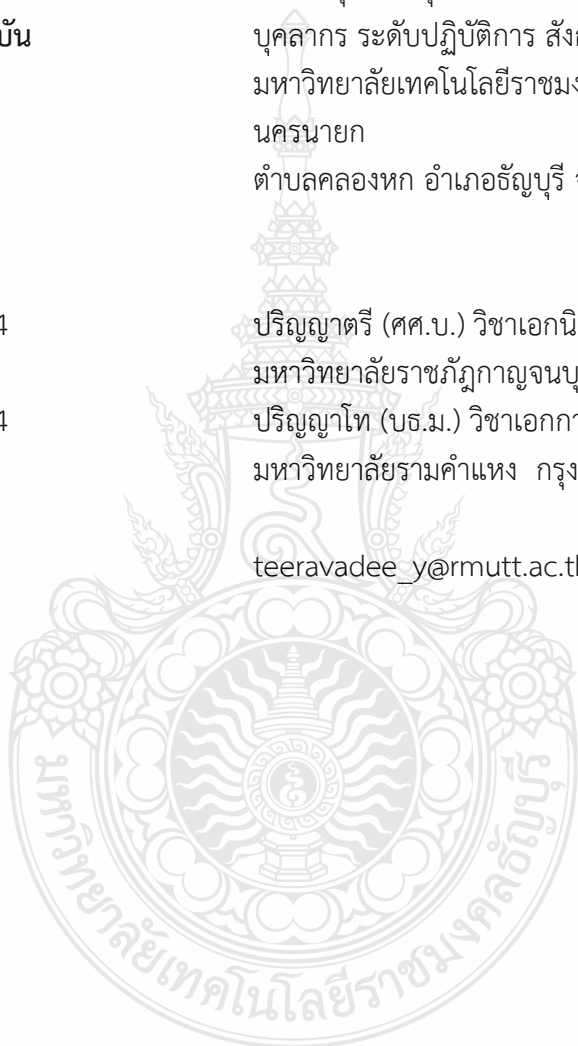 บัน บุคลากร ระดับปฏิบัติการ
มหาวิทยาลัยเทคโนโลยีราชมง
นครนายก
ตำบลคลองหก อำเภอธัญบุรี
4 ปริญญาตรี (ศศ.บ.) วิชาเอกนิ
มหาวิทยาลัยราชภัฎกาญจนบุ
4 ปริญญาโท (บธ.ม.) วิชาเอกกา
มหาวิทยาลัยรามคำแหง กรุง
teeravadee_y@rmutt.ac.th
มหาวิทยาลัยเทคโนโลยีราชมงคลธัญบุรี